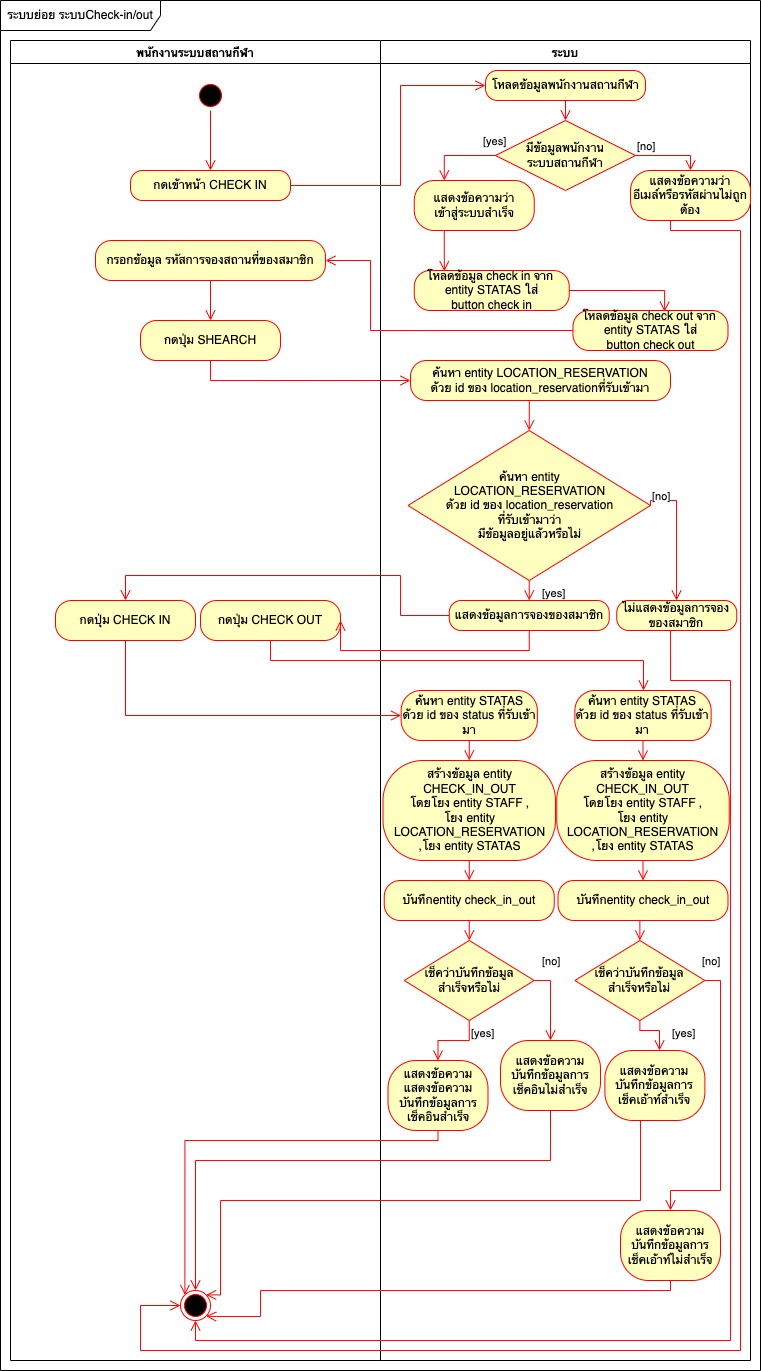 ระบบย่อย ระบบCheck-in/out
พนักงานระบบสถานกีฬา
ระบบ
โหลดข้อมูลพนักงานสถานกีฬา
กดเข้าหน้า CHECK IN
มีข้อมูลพนักงาน
ระบบสถานกีฬา
[yes]
[no]
แสดงข้อความว่า
เข้าสู่ระบบสำเร็จ
แสดงข้อความว่า
อีเมล์หรือรหัสผ่านไม่ถูก
ต้อง
โหลดข้อมูล check in จาก
entity STATAS ใส่
button check in
โหลดข้อมูล check out จาก
entity STATAS ใส่
button check out
กรอกข้อมูล รหัสการจองสถานที่ของสมาชิก
กดปุ่ม SHEARCH
ค้นหา entity LOCATION_RESERVATION
ด้วย id ของ location_reservationที่รับเข้ามา
ค้นหา entity
LOCATION_RESERVATION
ด้วย id ของ location_reservation
ที่รับเข้ามาว่า
มีข้อมูลอยู่แล้วหรือไม่
[no]
[yes]
แสดงข้อมูลการจองของสมาชิก
ไม่แสดงข้อมูลการจอง
ของสมาชิก
กดปุ่ม CHECK IN
กดปุ่ม CHECK OUT
ค้นหา entity STATAS
ด้วย id ของ status ที่รับเข้า
มา
ค้นหา entity STATAS
ด้วย id ของ status ที่รับเข้า
มา
สร้างข้อมูล entity
CHECK_IN_OUT
โดยโยง entity STAFF ,
โยง entity
LOCATION_RESERVATION
,โยง entity STATAS
สร้างข้อมูล entity
CHECK_IN_OUT
โดยโยง entity STAFF ,
โยง entity
LOCATION_RESERVATION
,โยง entity STATAS
บันทึกentity check_in_out
บันทึกentity check_in_out
เช็คว่าบันทึกข้อมูล
สำเร็จหรือไม่
[no]
[yes]
เช็คว่าบันทึกข้อมูล
สำเร็จหรือไม่
[no]
[yes]
แสดงข้อความ
แสดงข้อความ
บันทึกข้อมูลการ
เช็คอินสำเร็จ
แสดงข้อความ
บันทึกข้อมูลการ
เช็คอินไม่สำเร็จ
แสดงข้อความ
บันทึกข้อมูลการ
เช็คเอ้าท์สำเร็จ
แสดงข้อความ
บันทึกข้อมูลการ
เช็คเอ้าท์ไม่สำเร็จ